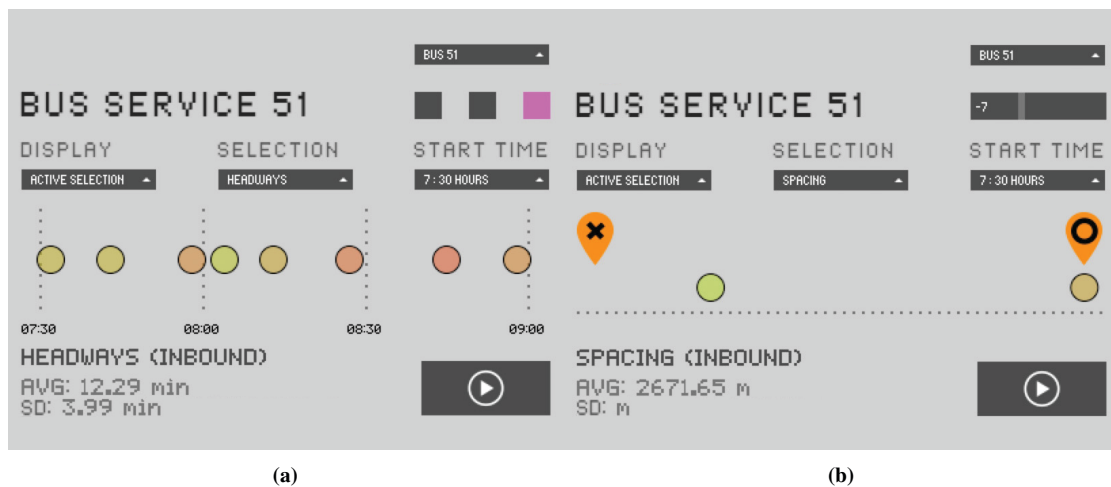 BUS 51
BUS SERVICE 51
DISPLAY SELECTION START TIME
ACTIVE SELECTION HEADWAYS 7:30 HOURS
07:30 08:00 08:30 09:00
HEADWAYS (INBOUND)
AVG: 12.29 min
SD: 3.99 min
(a)
BUS 51
BUS SERVICE 51
-7
DISPLAY SELECTION START TIME
ACTIVE SELECTION SPACING 7:30 HOURS
SPACING (INBOUND)
AVG: 2671.65 m
SD: m
(b)